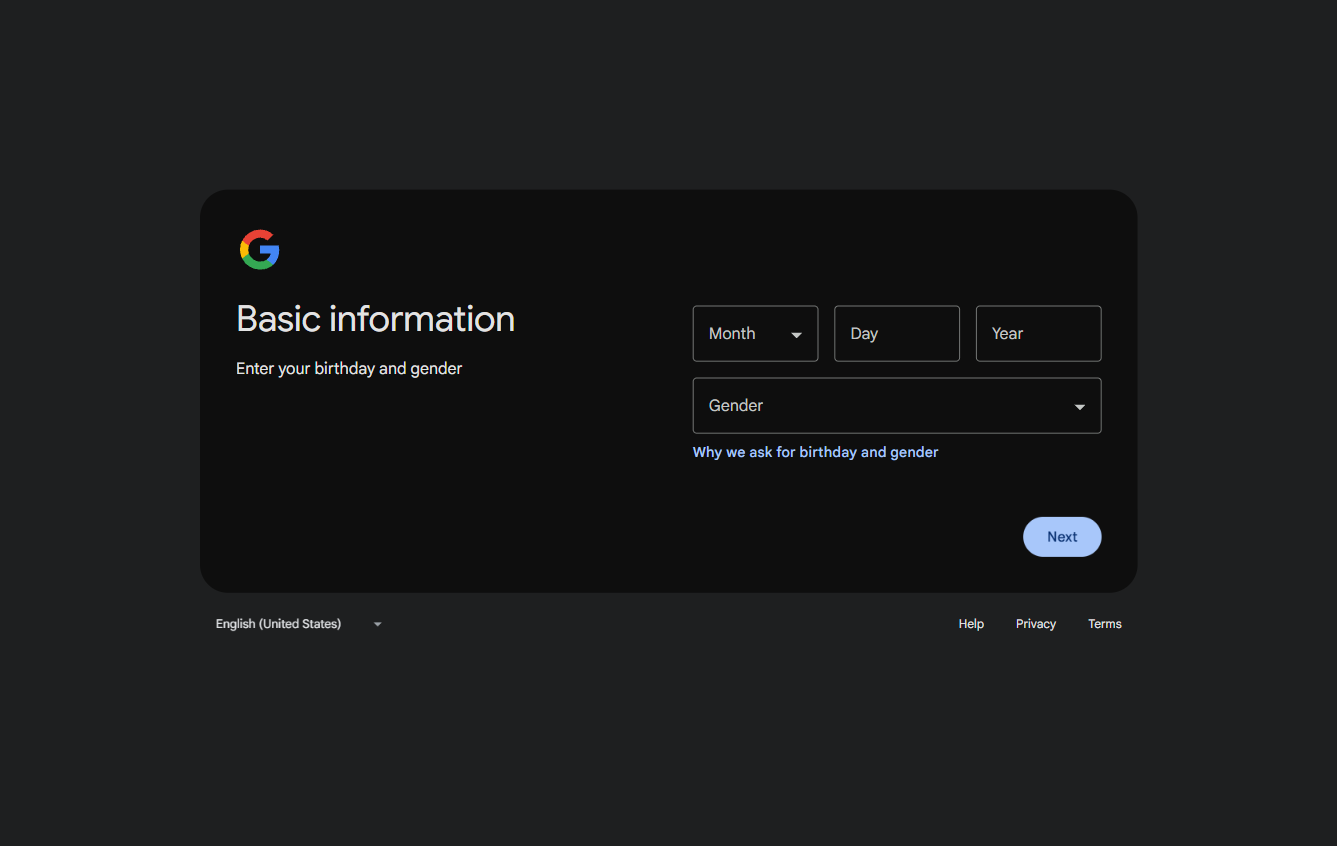 Basic information
Enter your birthday and gender
Month
Day
Year
Gender
Why we ask for birthday and gender
Next
English (United States)
Help
Privacy
Terms